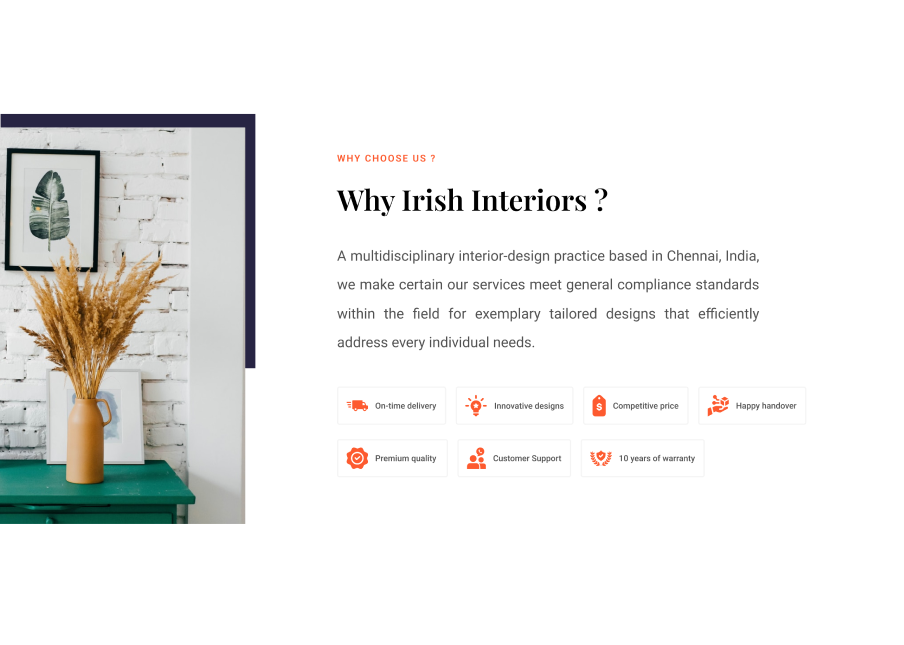 WHY CHOOSE US ?
Why Irish Interiors ?
A multidisciplinary interior-design practice based in Chennai, India,
we make certain our services meet general compliance standards
within the field for exemplary tailored designs that efficiently
address every individual needs.
On-time delivery
Innovative designs
Competitive price
Happy handover
Premium quality
Customer Support
10 years of warranty